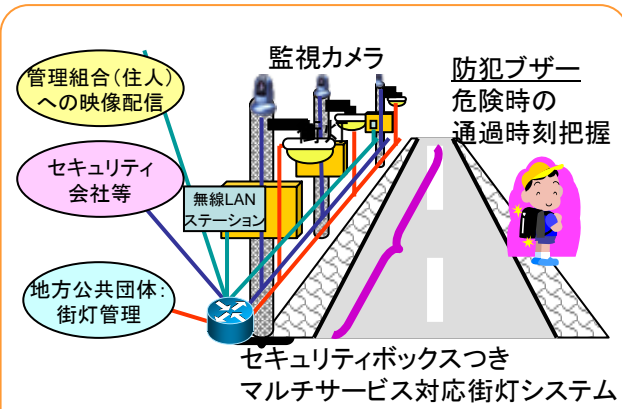 監視カメラ
管理組合(住人)
への映像配信
防犯ブザー
危険時の
通過時刻把握
セキュリティ
会社等
無線LAN
ステーション
地方公共団体:
街灯管理
セキュリティボックスつき
マルチサービス対応街灯システム